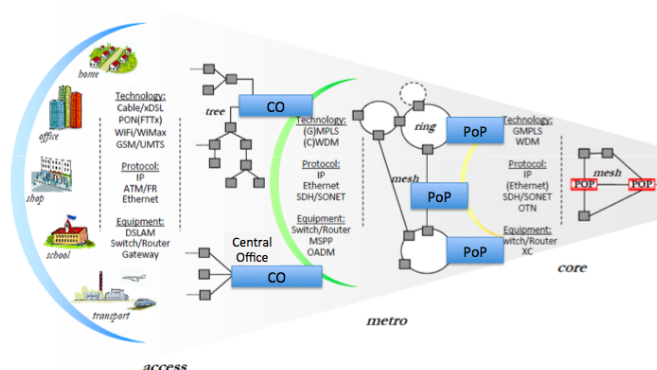 home
office
shop
school
transport
Technology:
Cable/xDSL
PON(FTTx)
WiFi/WiMax
GSM/UMTS
Protocol:
IP
ATM/FR
Ethernet
Equipment:
DSLAM
Switch/Router
Gateway
access
tree
CO
Central
Office
CO
Technology:
(G)MPLS
(C)WDM
Protocol:
IP
Ethernet
SDH/SONET
Equipment:
Switch/Router
MSPP
OADM
metro
ring
mesh
PoP
PoP
PoP
Technology:
GMPLS
WDM
Protocol:
IP
(Ethernet)
SDH/SONET
OTN
Equipment:
witch/Router
XC
core
mesh
POP
POP